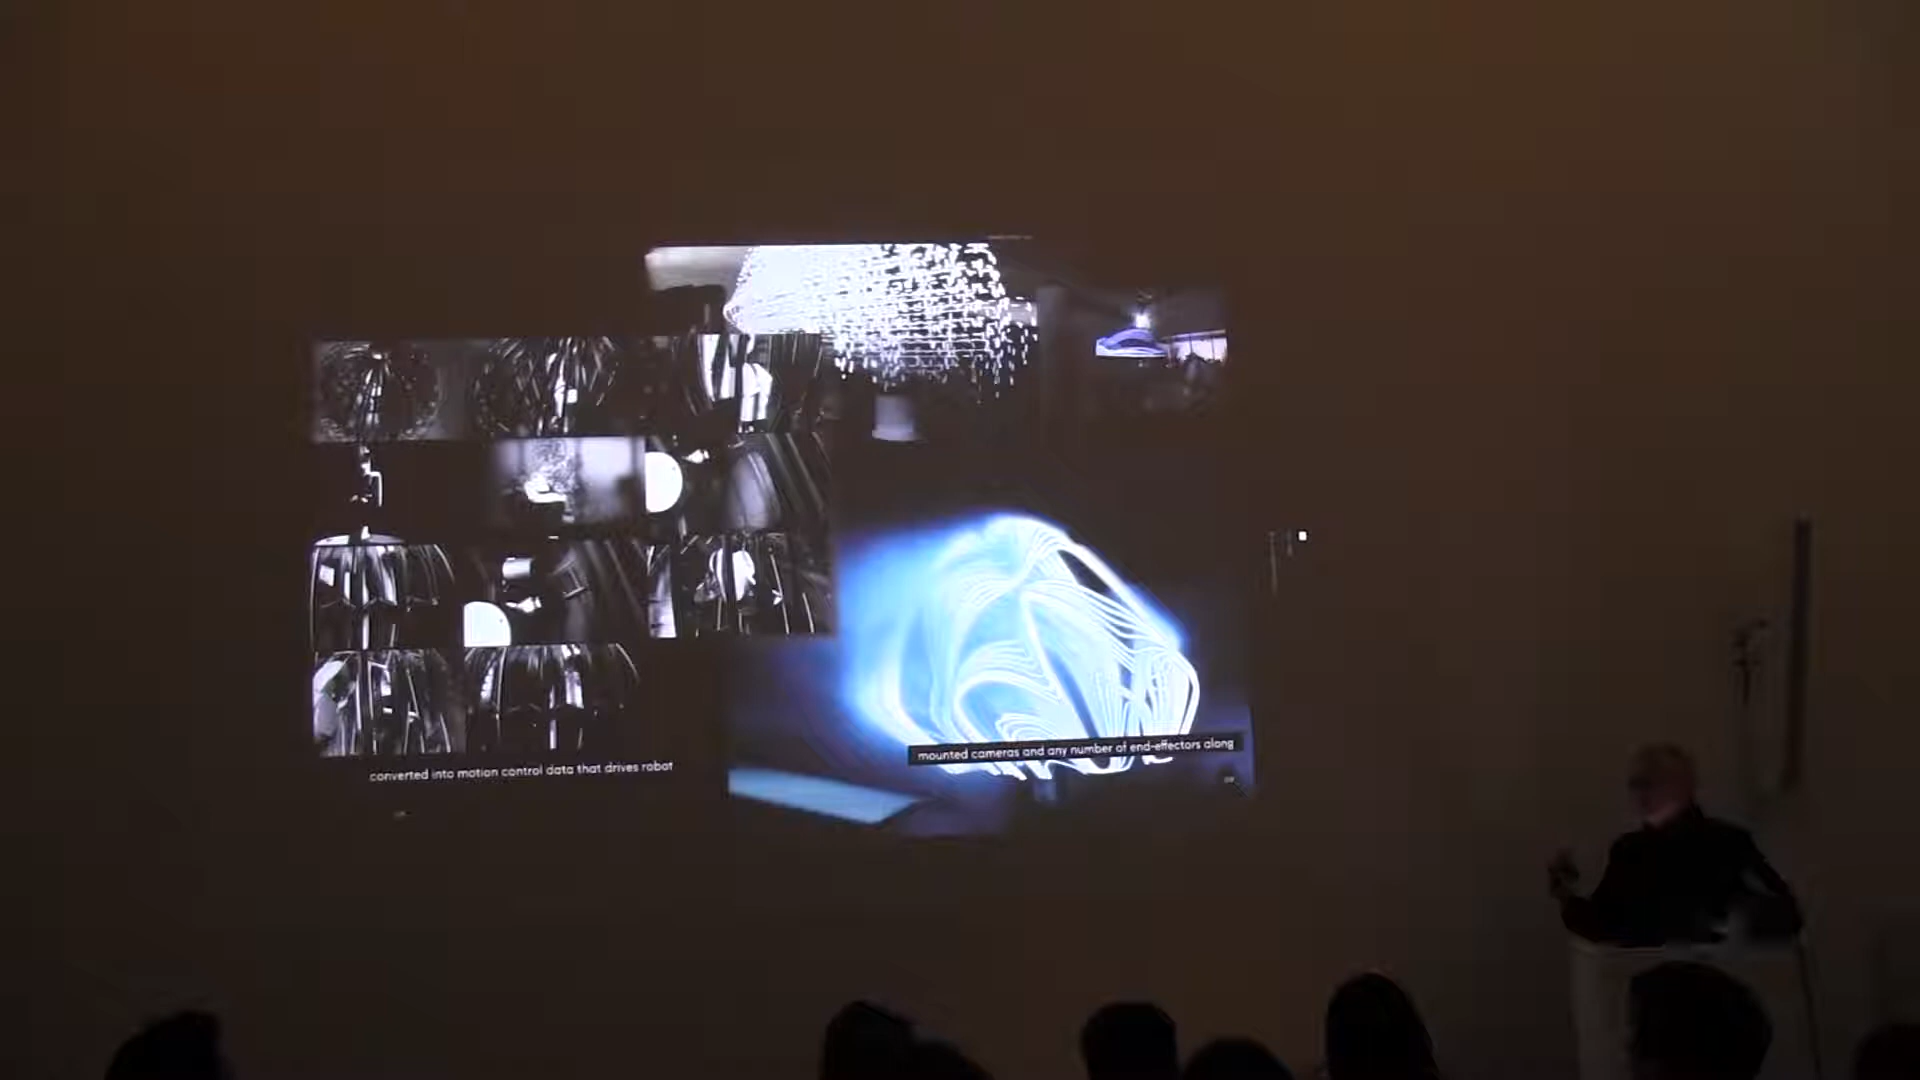 converted into motion control data that drives robot
mounted cameras and any number of end-effectors along